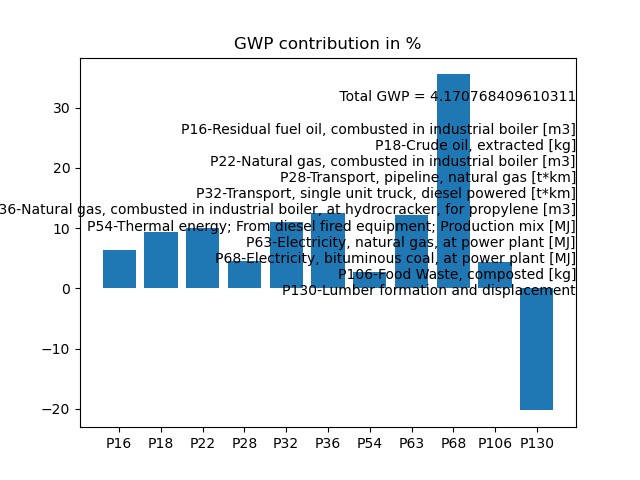 GWP contribution in %
Total GWP = 4.170768409610311
P16-Residual fuel oil, combusted in industrial boiler [m3]
P18-Crude oil, extracted [kg]
P22-Natural gas, combusted in industrial boiler [m3]
P28-Transport, pipeline, natural gas [t*km]
P32-Transport, single unit truck, diesel powered [t*km]
36-Natural gas, combusted in industrial boiler, at hydrocracker, for propylene [m3]
P54-Thermal energy; From diesel fired equipment; Production mix [MJ]
P63-Electricity, natural gas, at power plant [MJ]
P68-Electricity, bituminous coal, at power plant [MJ]
P106-Food Waste, composted [kg]
P130-Lumber formation and displacement
30
20
10
0
−10
−20
P16 P18 P22 P28 P32 P36 P54 P63 P68 P106 P130